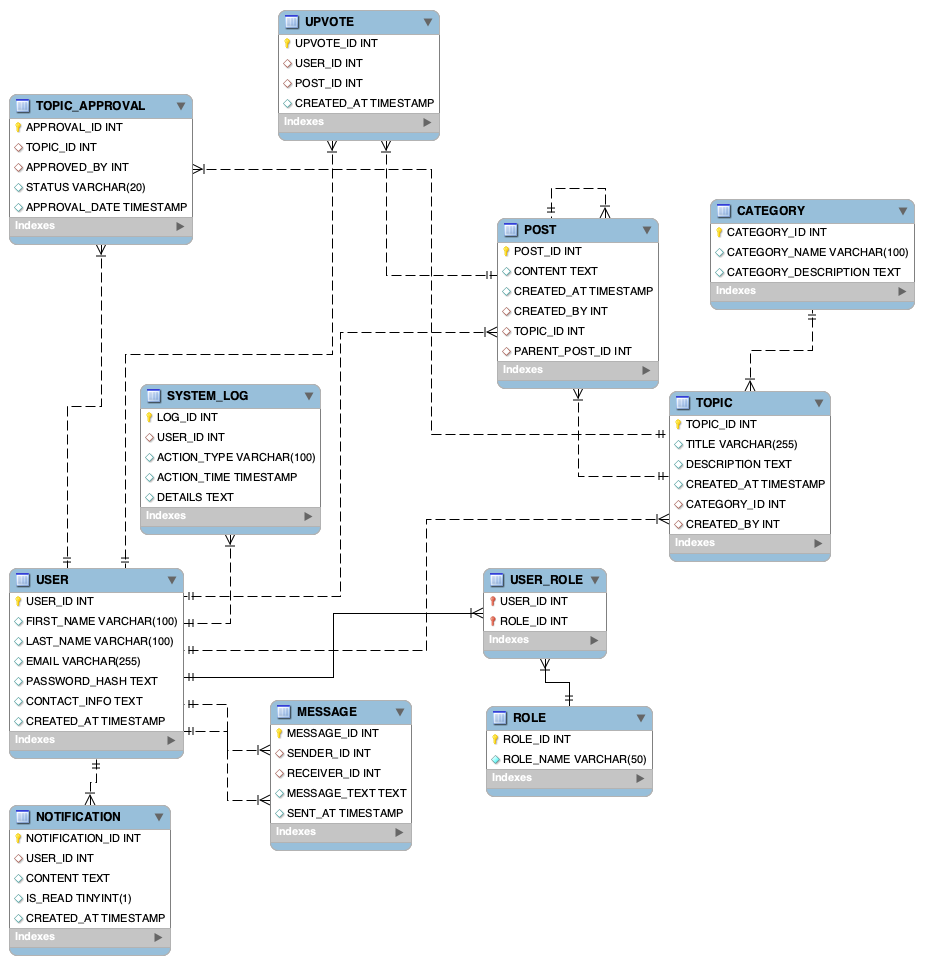 UPVOTE
UPVOTE_ID INT
USER_ID INT
POST_ID INT
CREATED_AT TIMESTAMP
Indexes
TOPIC_APPROVAL
APPROVAL_ID INT
TOPIC_ID INT
APPROVED_BY INT
STATUS VARCHAR(20)
APPROVAL_DATE TIMESTAMP
Indexes
POST
POST_ID INT
CONTENT TEXT
CREATED_AT TIMESTAMP
CREATED_BY INT
TOPIC_ID INT
PARENT_POST_ID INT
Indexes
CATEGORY
CATEGORY_ID INT
CATEGORY_NAME VARCHAR(100)
CATEGORY_DESCRIPTION TEXT
Indexes
SYSTEM_LOG
LOG_ID INT
USER_ID INT
ACTION_TYPE VARCHAR(100)
ACTION_TIME TIMESTAMP
DETAILS TEXT
Indexes
TOPIC
TOPIC_ID INT
TITLE VARCHAR(255)
DESCRIPTION TEXT
CREATED_AT TIMESTAMP
CATEGORY_ID INT
CREATED_BY INT
Indexes
USER
USER_ID INT
FIRST_NAME VARCHAR(100)
LAST_NAME VARCHAR(100)
EMAIL VARCHAR(255)
PASSWORD_HASH TEXT
CONTACT_INFO TEXT
CREATED_AT TIMESTAMP
Indexes
USER_ROLE
USER_ID INT
ROLE_ID INT
Indexes
MESSAGE
MESSAGE_ID INT
SENDER_ID INT
RECEIVER_ID INT
MESSAGE_TEXT TEXT
SENT_AT TIMESTAMP
Indexes
ROLE
ROLE_ID INT
ROLE_NAME VARCHAR(50)
Indexes
NOTIFICATION
NOTIFICATION_ID INT
USER_ID INT
CONTENT TEXT
IS_READ TINYINT(1)
CREATED_AT TIMESTAMP
Indexes